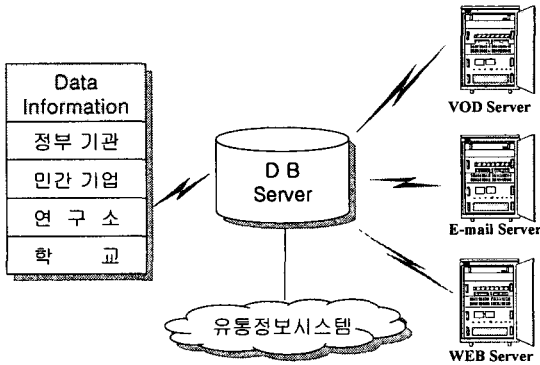 Data
Information
정부 기관
민간 기업
연 구 소
학 교
D B
Server
유통정보시스템
VOD Server
E-mail Server
WEB Server